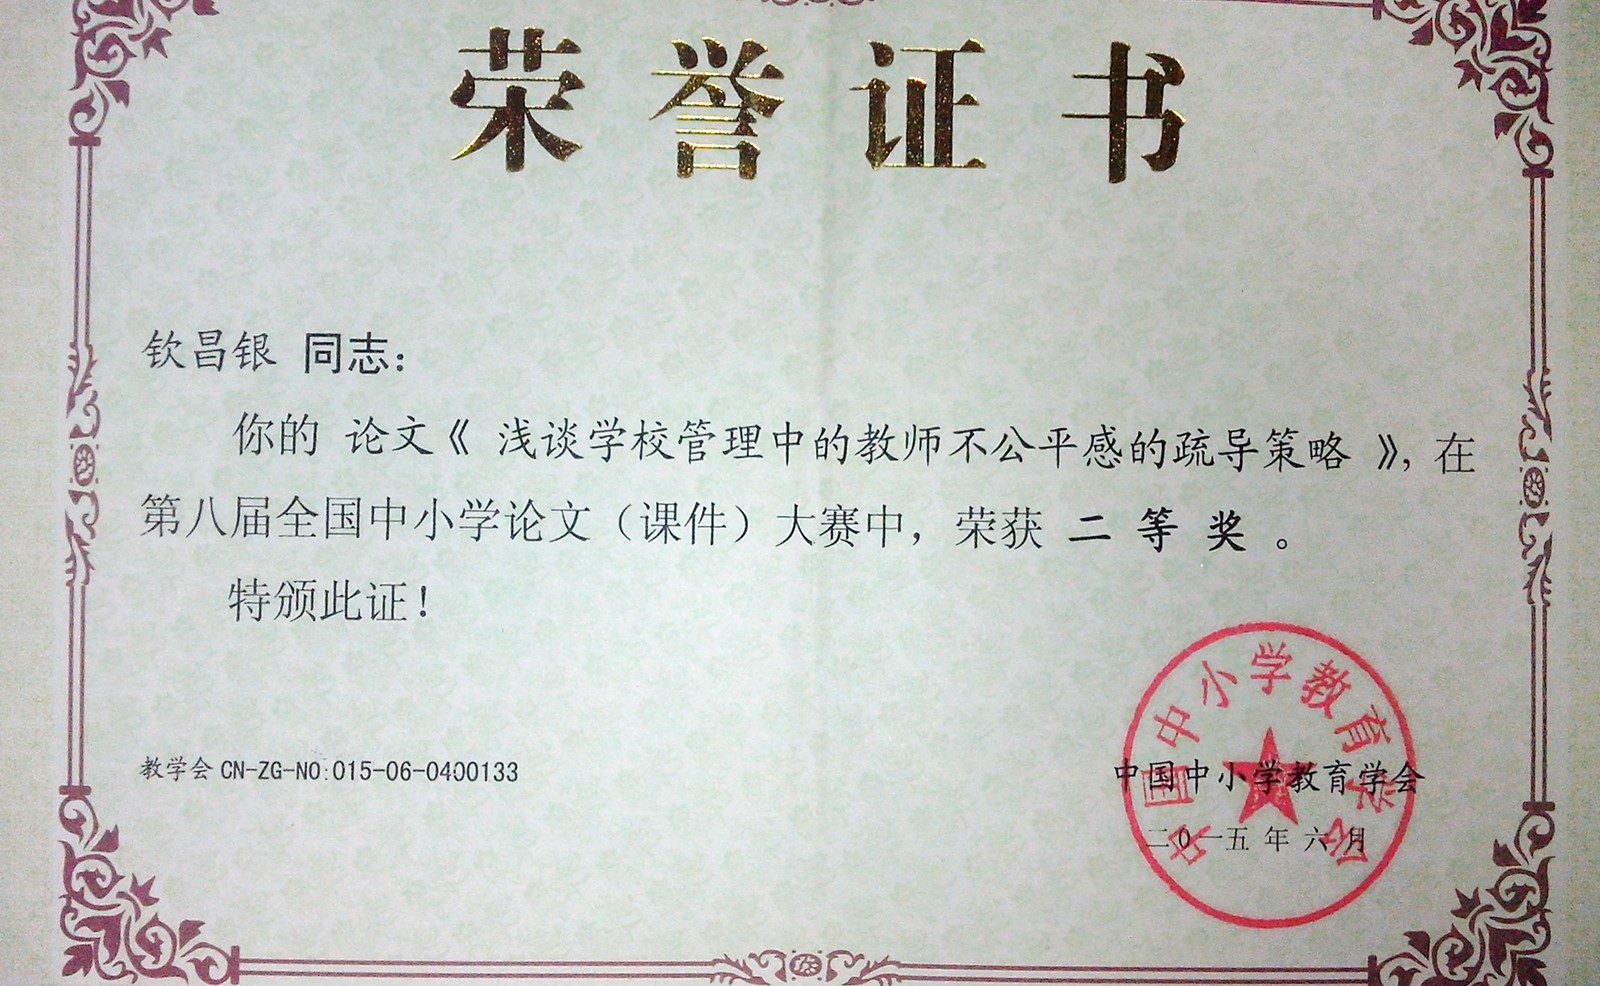 荣誉证书
钦昌银 同志：
你的 论文《 浅谈学校管理中的教师不公平感的疏导策略 》，在
第八届全国中小学论文（课件）大赛中，荣获 二 等 奖 。
特颁此证！
中国中小学教育学会
教学会 CN-ZG-NO:015-06-0400133
中国中小学教育学会
二0一五 年 六 月